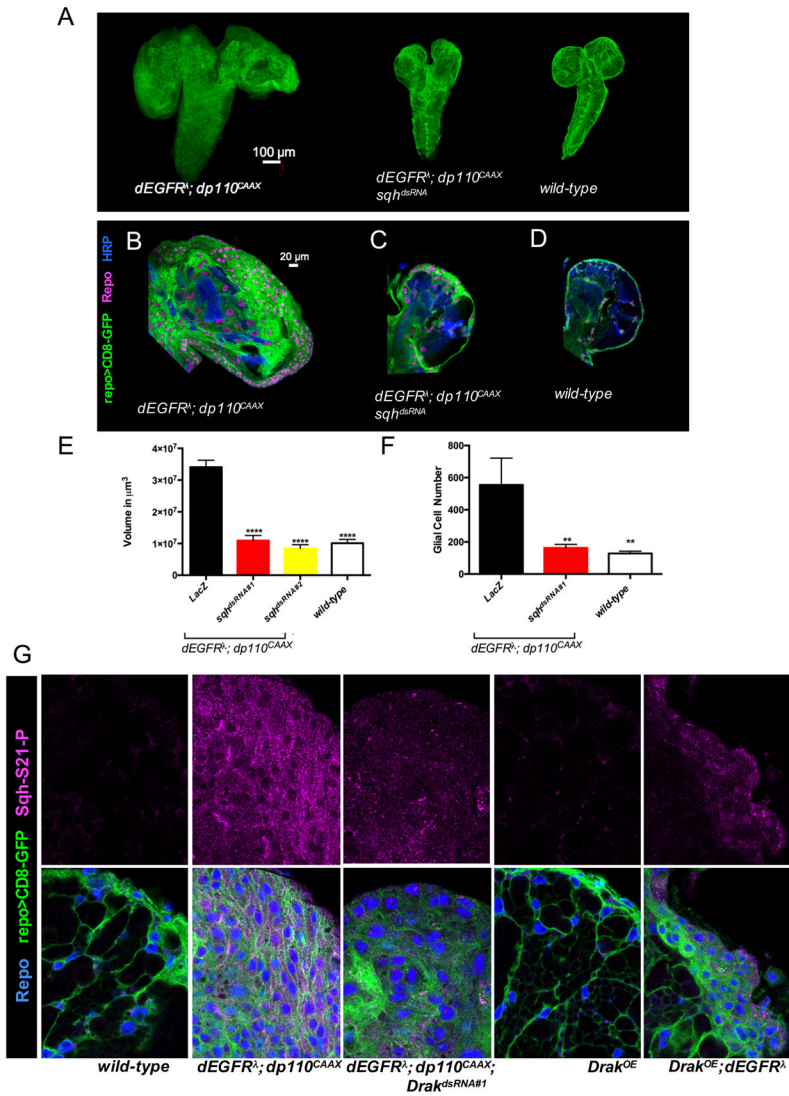 A
100 µm
dEGFRλ; dp110CAAX
dEGFRλ; dp110CAAX
sqhdsRNA
wild-type
repo>CD8-GFP Repo HRP
B
20 µm
C
D
dEGFRλ; dp110CAAX
dEGFRλ; dp110CAAX
sqhdsRNA
wild-type
E
Volume in µm3
4×107
3×107
2×107
1×107
0
****
****
****
LacZ
sqhdsRNA#1
sqhdsRNA#2
wild-type
dEGFRλ; dp110CAAX
F
Glial Cell Number
800
600
400
200
0
**
**
LacZ
sqhdsRNA#1
wild-type
dEGFRλ; dp110CAAX
G
Repo repo>CD8-GFP Sqh-S21-P
wild-type
dEGFRλ; dp110CAAX
dEGFRλ; dp110CAAX;
DrakdsRNA#1
DrakOE
DrakOE; dEGFRλ